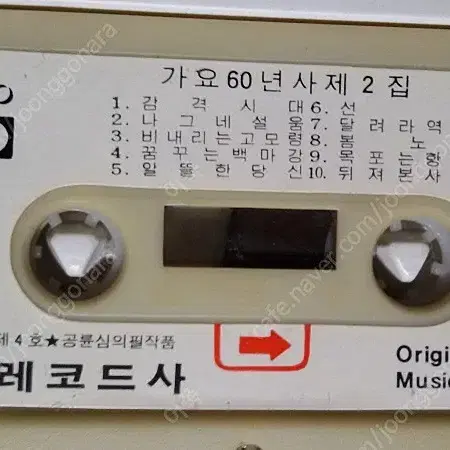 가요60년사제 2 집
1. 감 격 시 대 6. 선
2. 나 그 네 설 움 7. 달 려 라 역
3. 비내리는고모령 8. 봄 노
4. 꿈꾸는백마강 9. 목포는항
5. 알 뜰 한 당 신 10. 뒤 져 본 사
제 4 호★공륜심의필작품
레코드사
Origi
Music